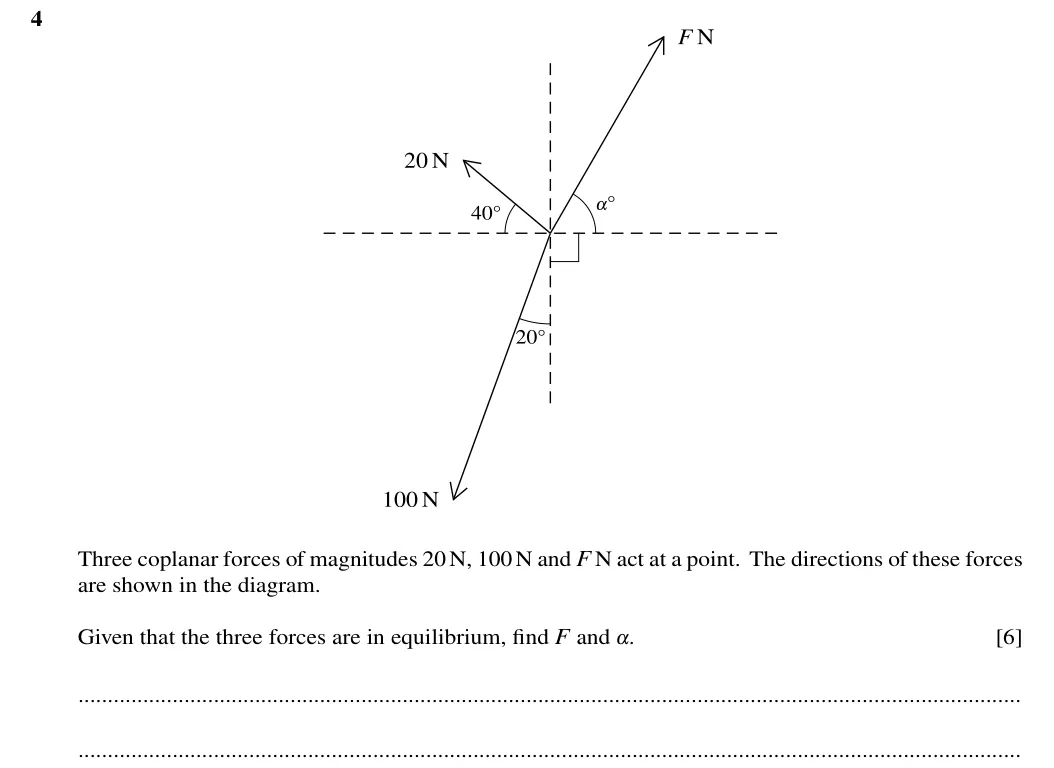 4
F N
20 N
40°
α°
20°
100 N
Three coplanar forces of magnitudes 20 N, 100 N and F N act at a point. The directions of these forces
are shown in the diagram.
Given that the three forces are in equilibrium, find F and α. [6]